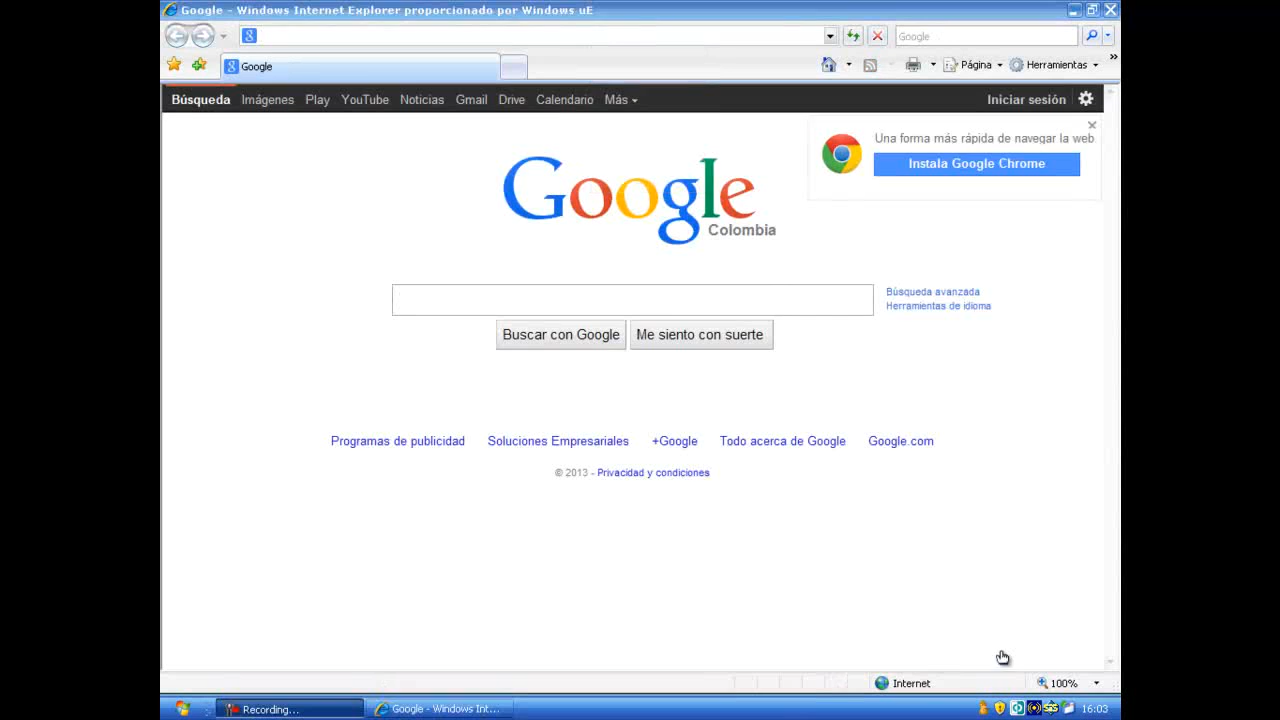 Google - Windows Internet Explorer proporcionado por Windows uE
Google
Google
Página
Herramientas
Búsqueda Imágenes Play YouTube Noticias Gmail Drive Calendario Más
Iniciar sesión
Una forma más rápida de navegar la web
Instala Google Chrome
Google
Colombia
Búsqueda avanzada
Herramientas de idioma
Buscar con Google
Me siento con suerte
Programas de publicidad Soluciones Empresariales +Google Todo acerca de Google Google.com
© 2013 - Privacidad y condiciones
Internet
100%
Recording...
Google - Windows Int...
16:03